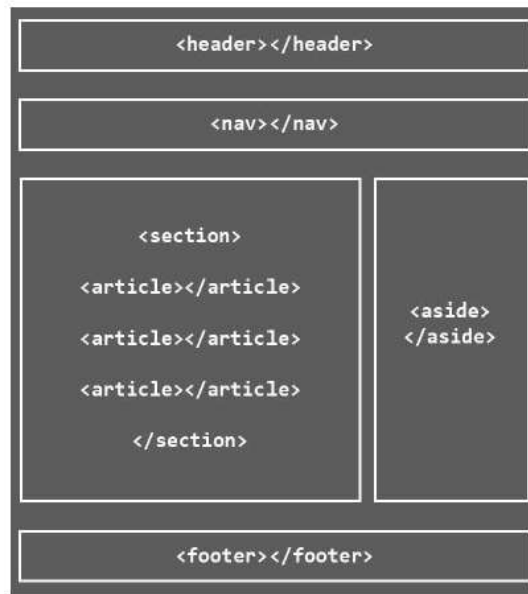 <header></header>
<nav></nav>
<section>
<article></article>
<article></article>
<article></article>
</section>
<aside>
</aside>
<footer></footer>